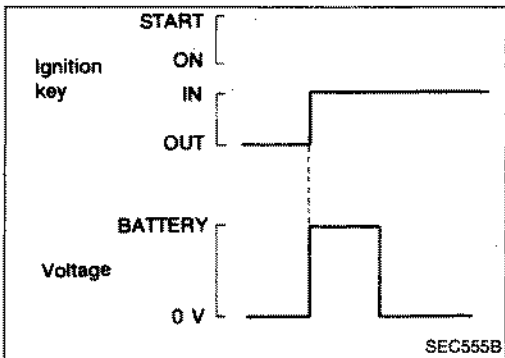 START
Ignition
key
ON
IN
OUT
BATTERY
Voltage
0 V
SEC555B